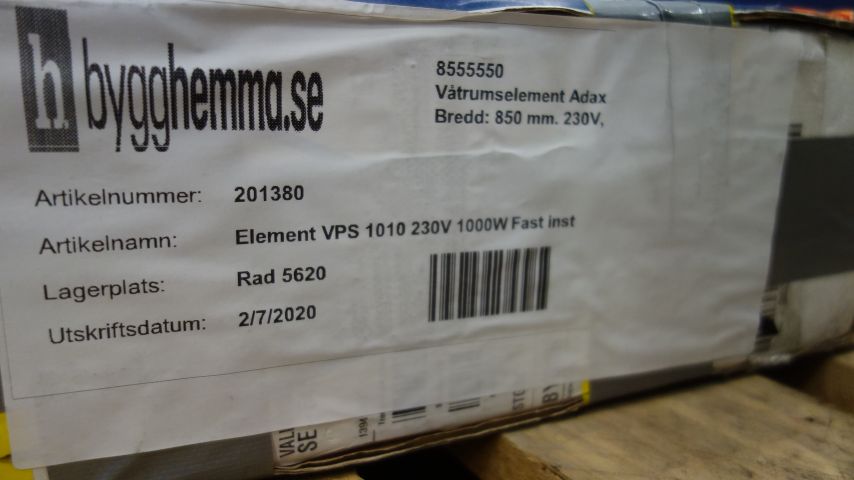 h. bygghemma.se
8555550
Våtrumselement Adax
Bredd: 850 mm. 230V,
Artikelnummer: 201380
Artikelnamn: Element VPS 1010 230V 1000W Fast inst
Lagerplats: Rad 5620
Utskriftsdatum: 2/7/2020
SE